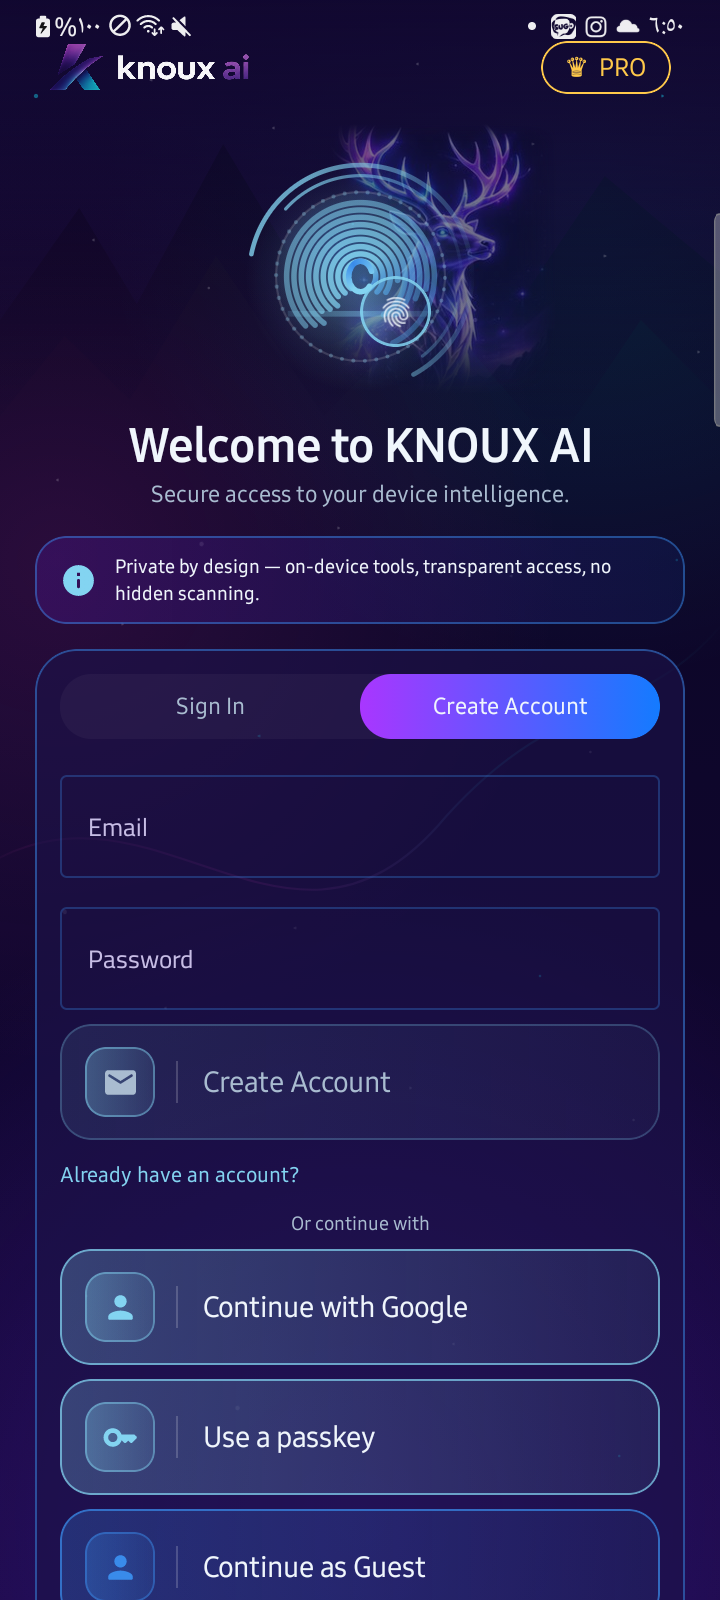 %١٠٠
٦:٥٠
knoux ai
PRO
Welcome to KNOUX AI
Secure access to your device intelligence.
Private by design — on-device tools, transparent access, no
hidden scanning.
Sign In
Create Account
Email
Password
Create Account
Already have an account?
Or continue with
Continue with Google
Use a passkey
Continue as Guest